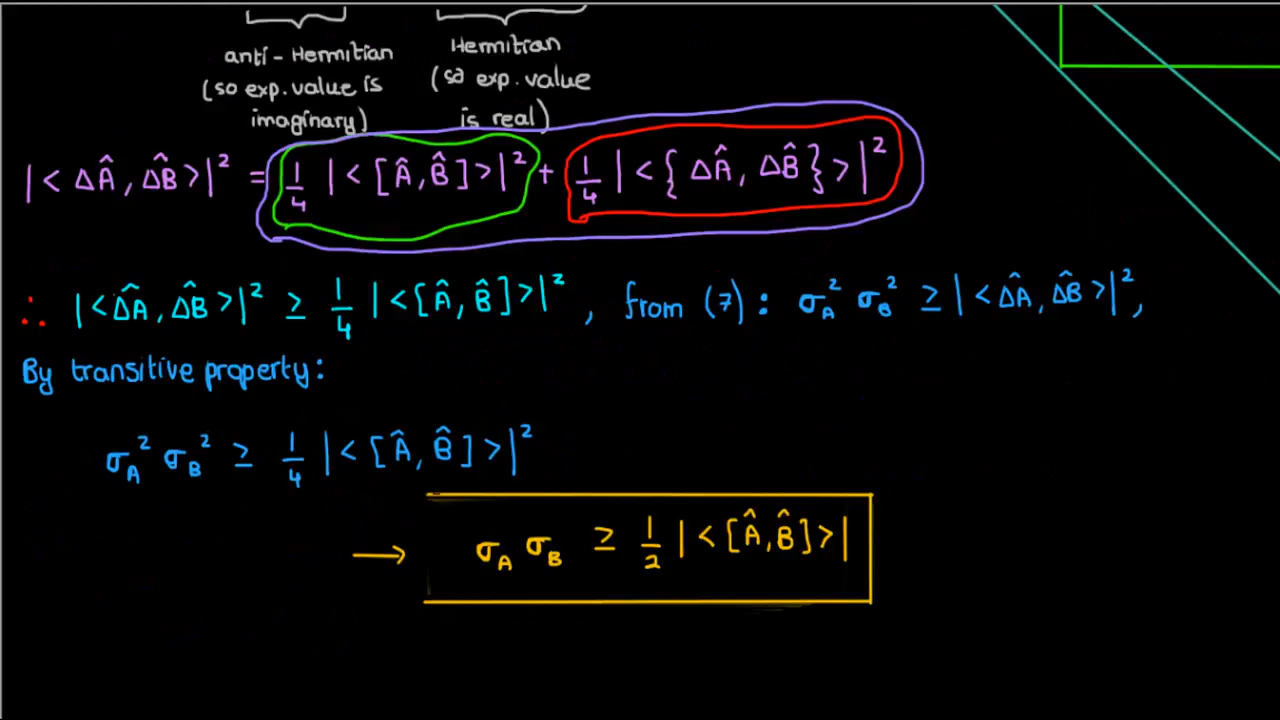 anti-Hermitian Hermitian
(so exp. value is (so exp. value
imaginary) is real)
|<ΔÂ, ΔB̂>|² = 1/4 |<[Â, B̂]>|² + 1/4 |<{ΔÂ, ΔB̂}>|²
∴ |<ΔÂ, ΔB̂>|² ≥ 1/4 |<[Â, B̂]>|², from (7): σ_A² σ_B² ≥ |<ΔÂ, ΔB̂>|²,
By transitive property:
σ_A² σ_B² ≥ 1/4 |<[Â, B̂]>|²
→ σ_A σ_B ≥ 1/2 |<[Â, B̂]>|